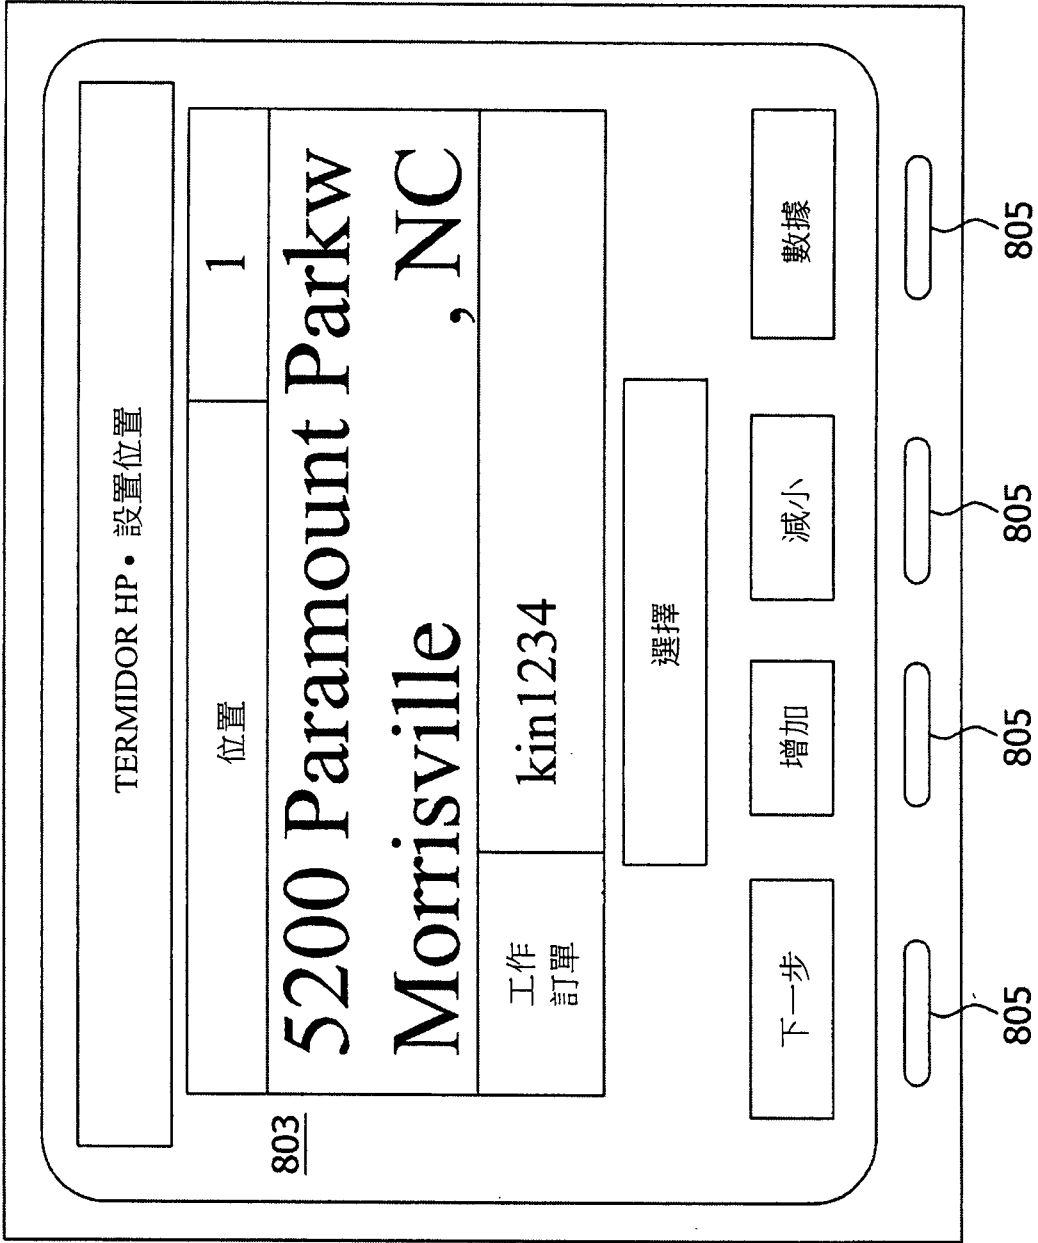 TERMIDOR HP • 設置位置
位置 1
5200 Paramount Parkw
Morrisville , NC
工作
訂單
kin1234
選擇
下一步 增加 減小 數據
803
805 805 805 805